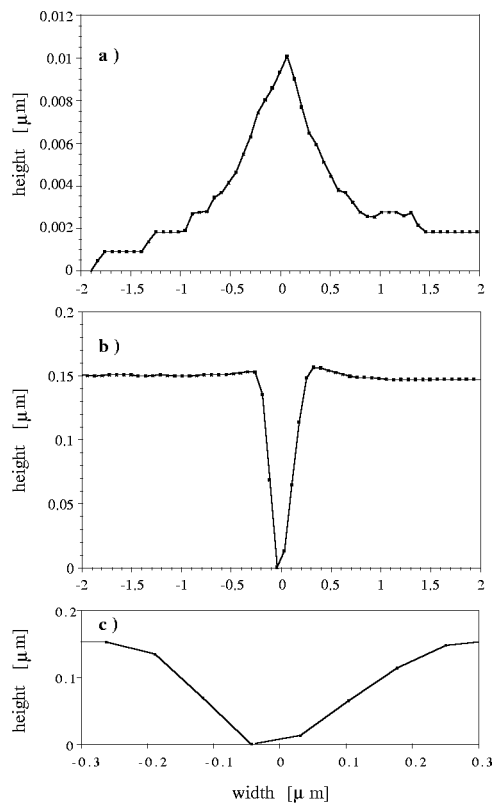 0.012
a )
0.01
0.008
0.006
0.004
0.002
0
height [μm]
-2 -1.5 -1 -0.5 0 0.5 1 1.5 2
0.2
b )
0.15
0.1
0.05
0
height [μm]
-2 -1.5 -1 -0.5 0 0.5 1 1.5 2
0.2
c )
0.1
0
height [μm]
-0.3 -0.2 -0.1 0 0.1 0.2 0.3
width [μ m]